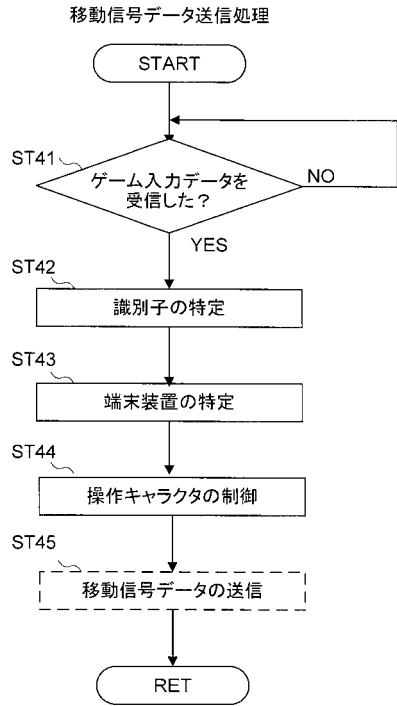 移動信号データ送信処理
START
ST41
ゲーム入力データを
受信した？
NO
YES
ST42
識別子の特定
ST43
端末装置の特定
ST44
操作キャラクタの制御
ST45
移動信号データの送信
RET